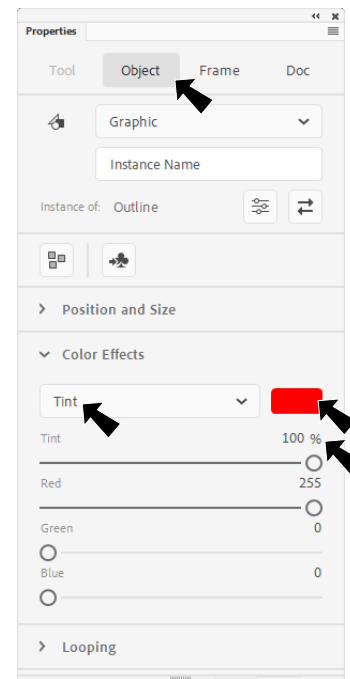 Properties
Tool Object Frame Doc
Graphic
Instance Name
Instance of: Outline
Position and Size
Color Effects
Tint
Tint 100 %
Red 255
Green 0
Blue 0
Looping